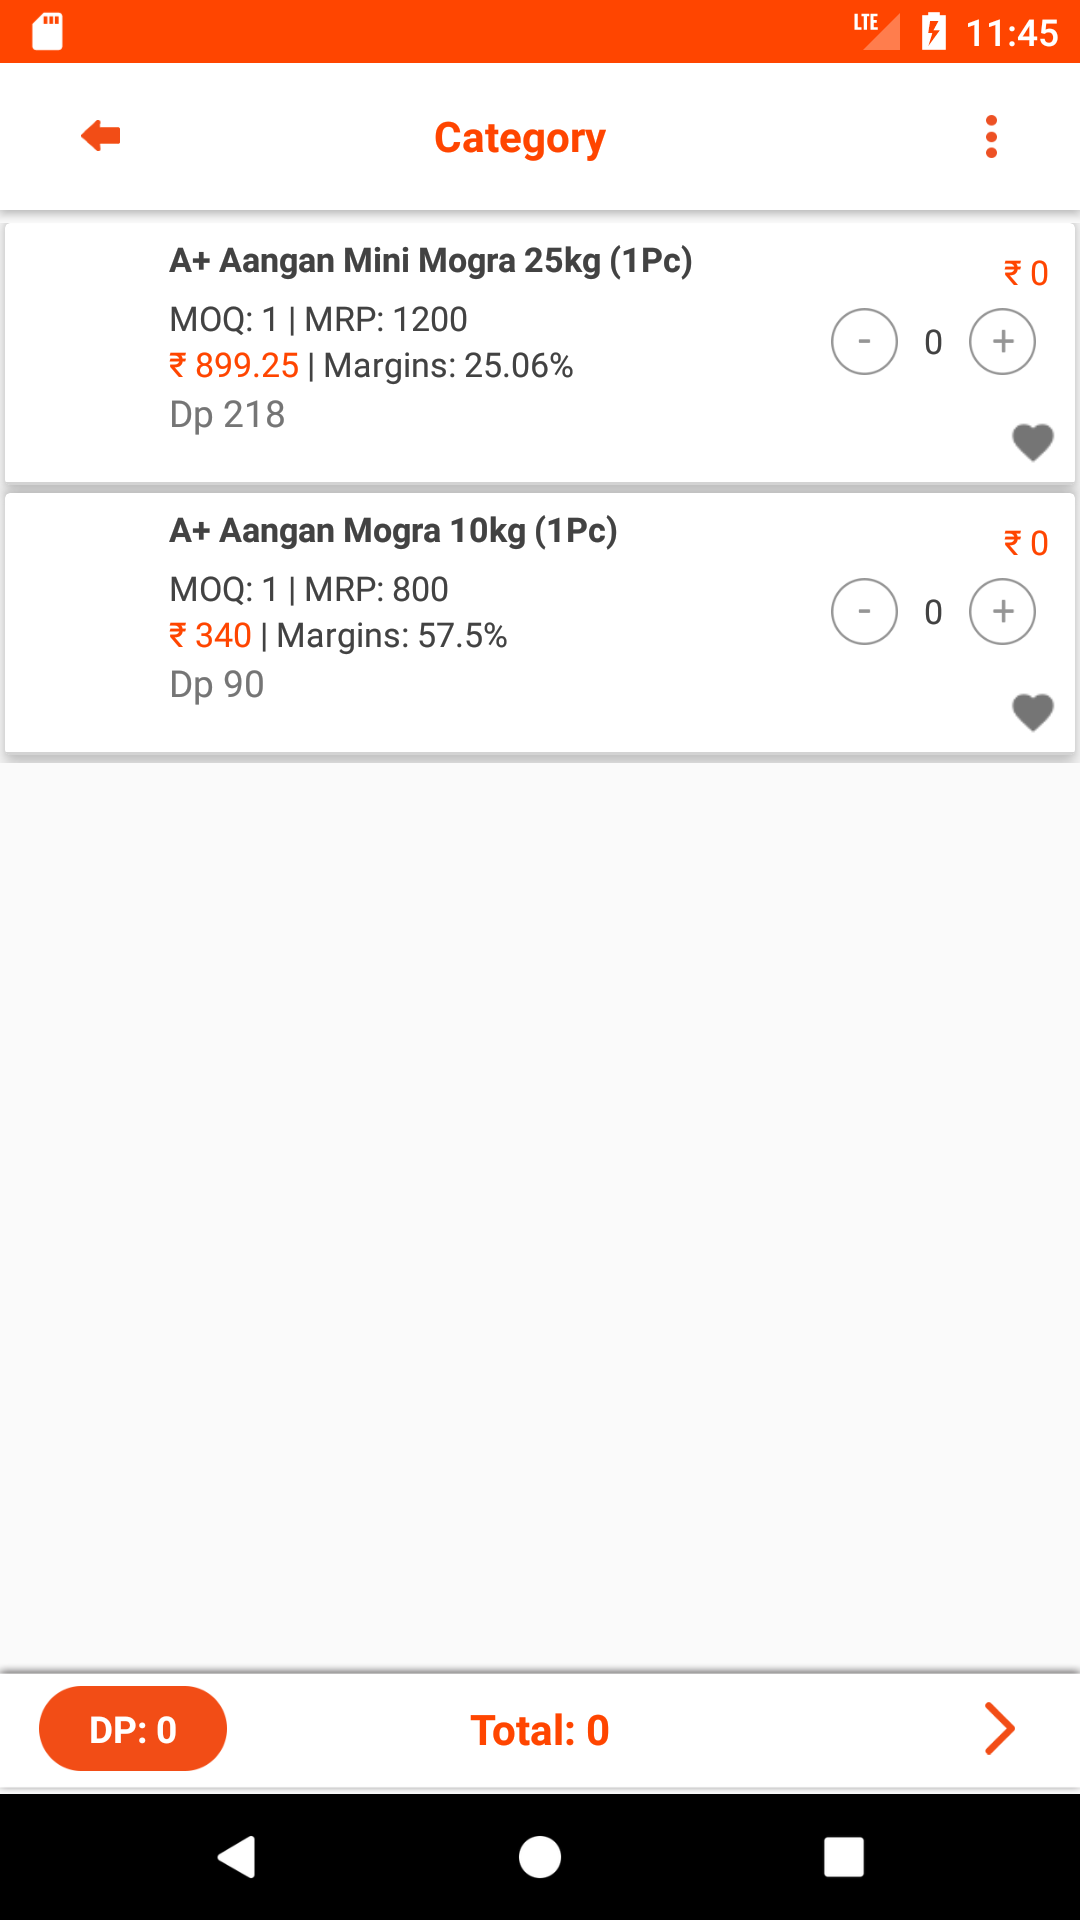 LTE 11:45
Category
A+ Aangan Mini Mogra 25kg (1Pc)
₹ 0
MOQ: 1 | MRP: 1200
- 0 +
₹ 899.25 | Margins: 25.06%
Dp 218
A+ Aangan Mogra 10kg (1Pc)
₹ 0
MOQ: 1 | MRP: 800
- 0 +
₹ 340 | Margins: 57.5%
Dp 90
DP: 0 Total: 0